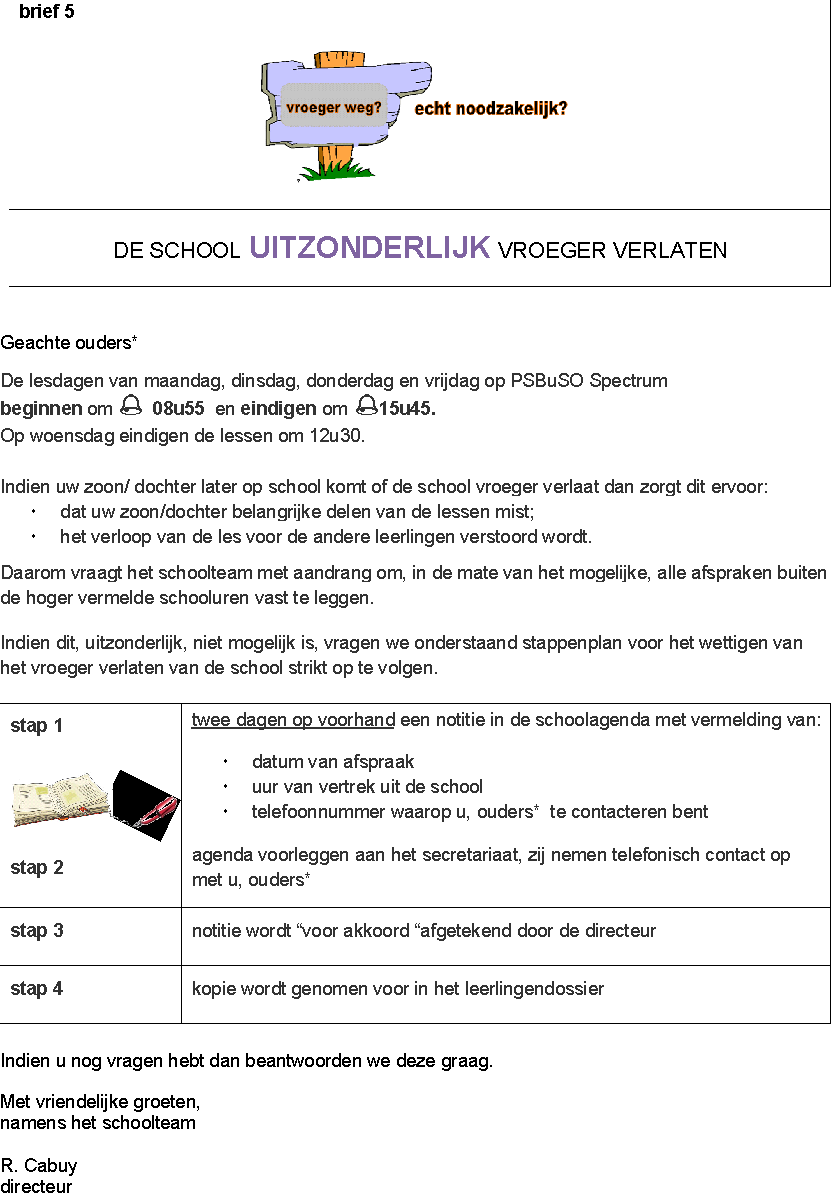 brief 5
vroeger weg?
echt noodzakelijk?
DE SCHOOL UITZONDERLIJK VROEGER VERLATEN
Geachte ouders*
De lesdagen van maandag, dinsdag, donderdag en vrijdag op PSBuSO Spectrum
beginnen om 08u55 en eindigen om 15u45.
Op woensdag eindigen de lessen om 12u30.
Indien uw zoon/ dochter later op school komt of de school vroeger verlaat dan zorgt dit ervoor:
· dat uw zoon/dochter belangrijke delen van de lessen mist;
· het verloop van de les voor de andere leerlingen verstoord wordt.
Daarom vraagt het schoolteam met aandrang om, in de mate van het mogelijke, alle afspraken buiten
de hoger vermelde schooluren vast te leggen.
Indien dit, uitzonderlijk, niet mogelijk is, vragen we onderstaand stappenplan voor het wettigen van
het vroeger verlaten van de school strikt op te volgen.
stap 1
twee dagen op voorhand een notitie in de schoolagenda met vermelding van:
· datum van afspraak
· uur van vertrek uit de school
· telefoonnummer waarop u, ouders* te contacteren bent
stap 2
agenda voorleggen aan het secretariaat, zij nemen telefonisch contact op
met u, ouders*
stap 3
notitie wordt “voor akkoord “afgetekend door de directeur
stap 4
kopie wordt genomen voor in het leerlingendossier
Indien u nog vragen hebt dan beantwoorden we deze graag.
Met vriendelijke groeten,
namens het schoolteam
R. Cabuy
directeur